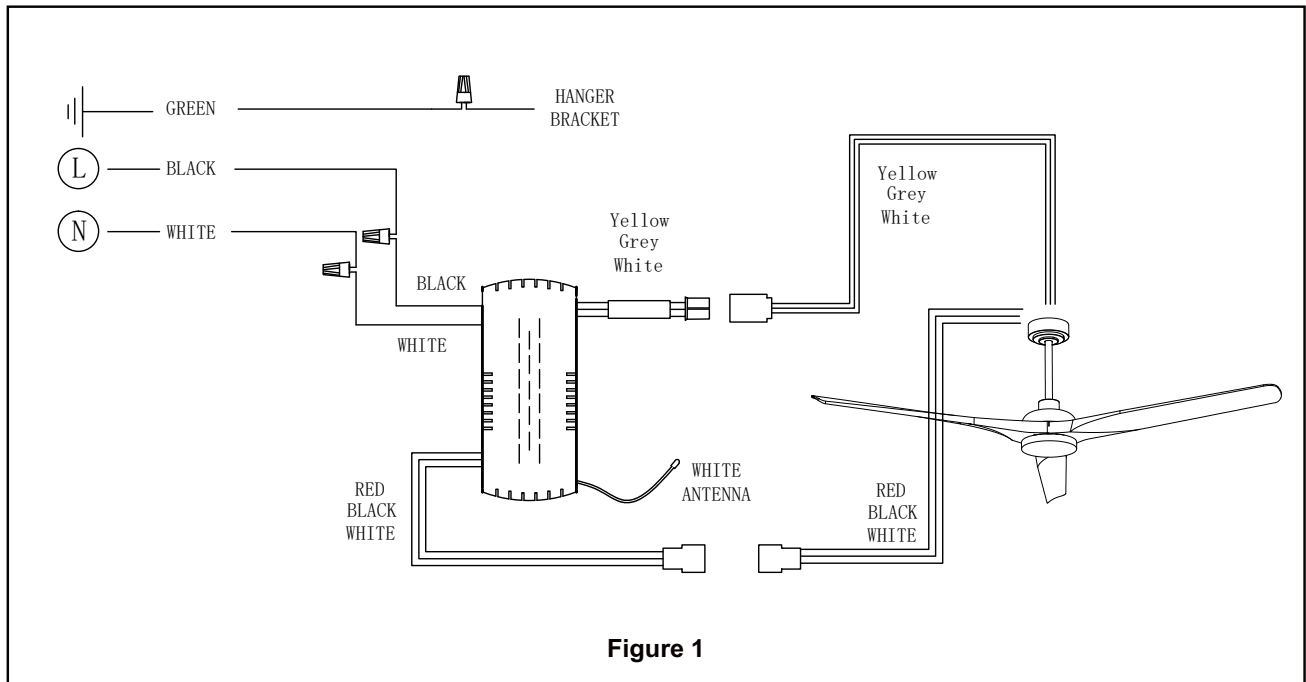 GREEN
HANGER
BRACKET
L
BLACK
N
WHITE
Yellow
Grey
White
Yellow
Grey
White
BLACK
WHITE
WHITE
ANTENNA
RED
BLACK
WHITE
RED
BLACK
WHITE
Figure 1